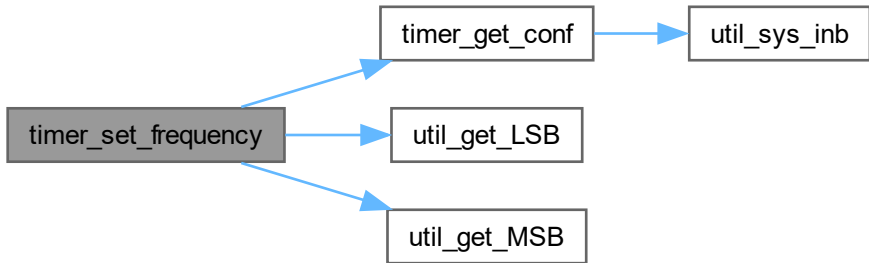 timer_get_conf
util_sys_inb
timer_set_frequency
util_get_LSB
util_get_MSB